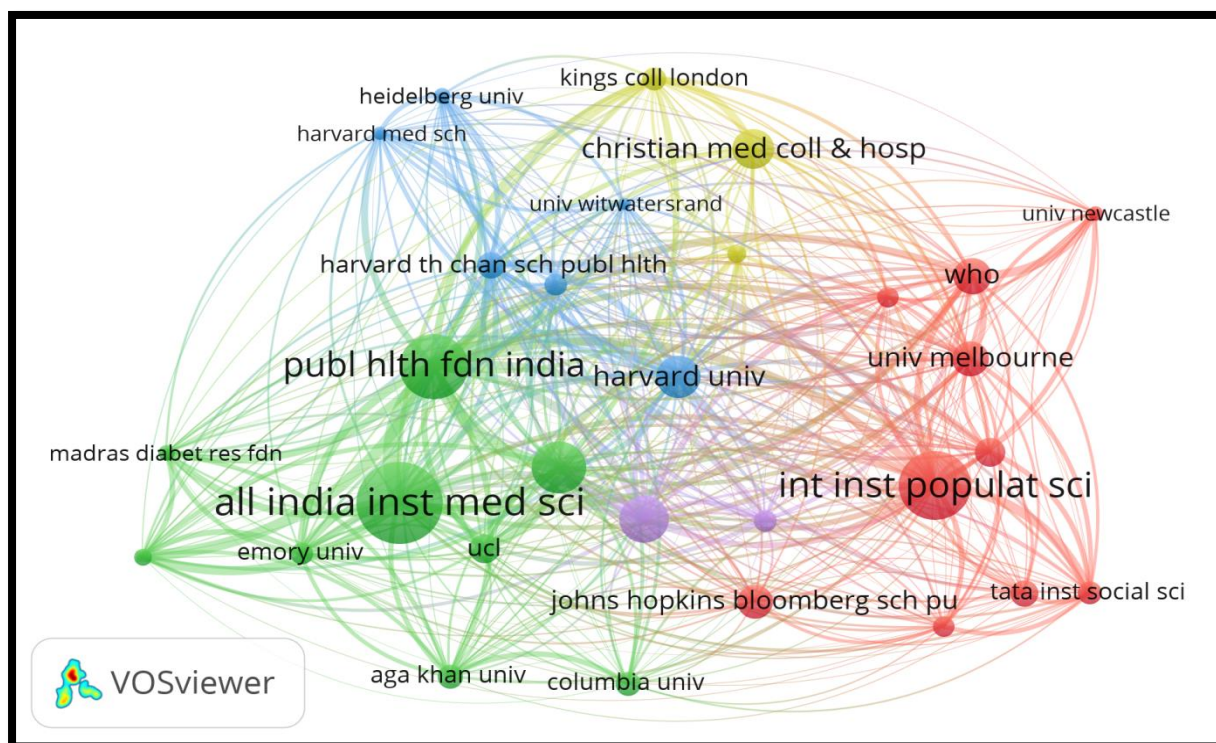 kings coll london
heidelberg univ
harvard med sch
christian med coll & hosp
univ witwatersrand
univ newcastle
harvard th chan sch publ hlth
who
publ hlth fdn india
harvard univ
univ melbourne
madras diabet res fdn
all india inst med sci
int inst populat sci
emory univ
ucl
johns hopkins bloomberg sch pu
tata inst social sci
aga khan univ
columbia univ
VOSviewer